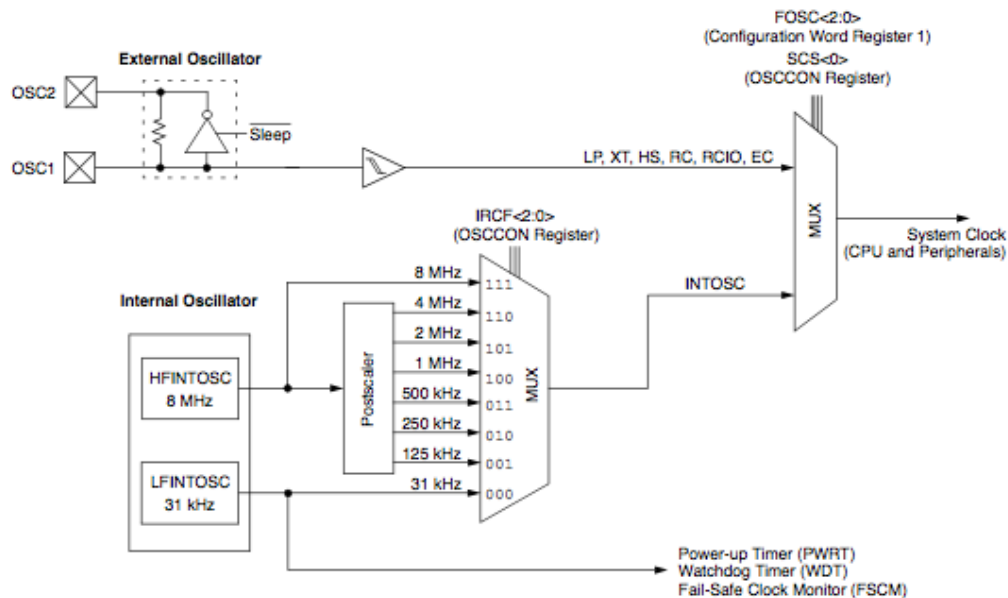 FOSC<2:0>
(Configuration Word Register 1)
SCS<0>
(OSCCON Register)
External Oscillator
OSC2
Sleep
OSC1
LP, XT, HS, RC, RCIO, EC
IRCF<2:0>
(OSCCON Register)
MUX
System Clock
(CPU and Peripherals)
8 MHz
111
INTOSC
Internal Oscillator
4 MHz
110
2 MHz
101
HFINTOSC
8 MHz
Postscaler
1 MHz
100
MUX
500 kHz
011
250 kHz
010
125 kHz
001
LFINTOSC
31 kHz
31 kHz
000
Power-up Timer (PWRT)
Watchdog Timer (WDT)
Fail-Safe Clock Monitor (FSCM)